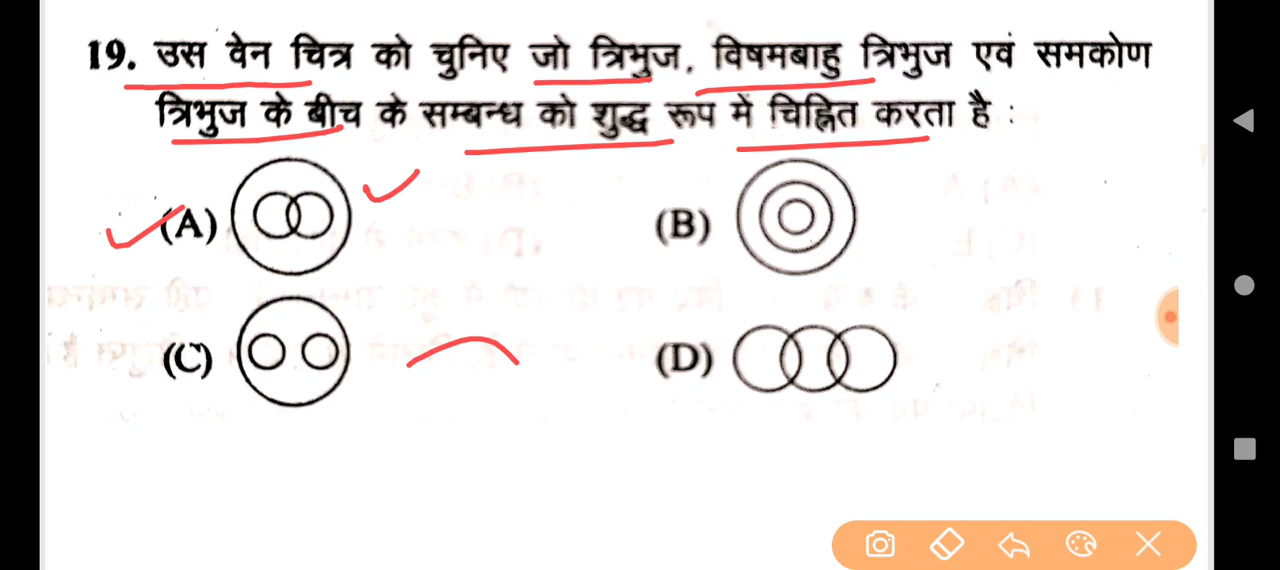 19. उस वेन चित्र को चुनिए जो त्रिभुज, विषमबाहु त्रिभुज एवं समकोण
त्रिभुज के बीच के सम्बन्ध को शुद्ध रूप में चिह्नित करता है :
(A)
(B)
(C)
(D)